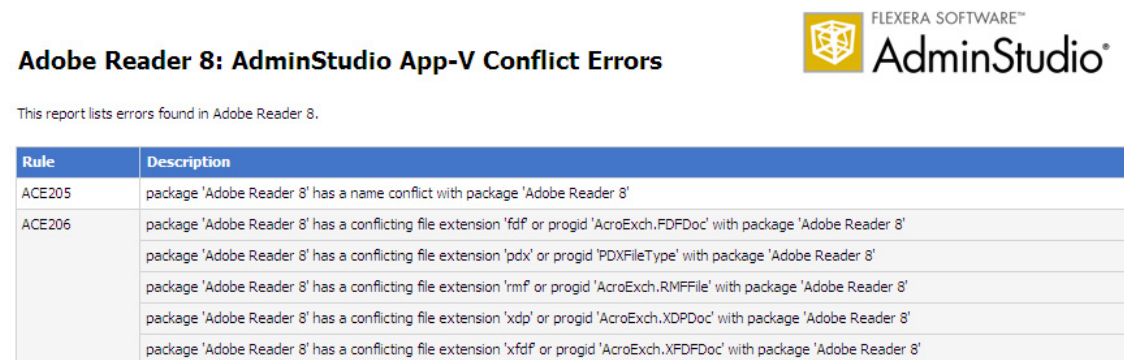 FLEXERA SOFTWARE™
AdminStudio®
Adobe Reader 8: AdminStudio App-V Conflict Errors
This report lists errors found in Adobe Reader 8.
Rule Description
ACE205 package 'Adobe Reader 8' has a name conflict with package 'Adobe Reader 8'
ACE206 package 'Adobe Reader 8' has a conflicting file extension 'fdf' or progid 'AcroExch.FDFDoc' with package 'Adobe Reader 8'
package 'Adobe Reader 8' has a conflicting file extension 'pdx' or progid 'PDXFileType' with package 'Adobe Reader 8'
package 'Adobe Reader 8' has a conflicting file extension 'rmf' or progid 'AcroExch.RMFFile' with package 'Adobe Reader 8'
package 'Adobe Reader 8' has a conflicting file extension 'xdp' or progid 'AcroExch.XDPDoc' with package 'Adobe Reader 8'
package 'Adobe Reader 8' has a conflicting file extension 'xfdf' or progid 'AcroExch.XFDFDoc' with package 'Adobe Reader 8'